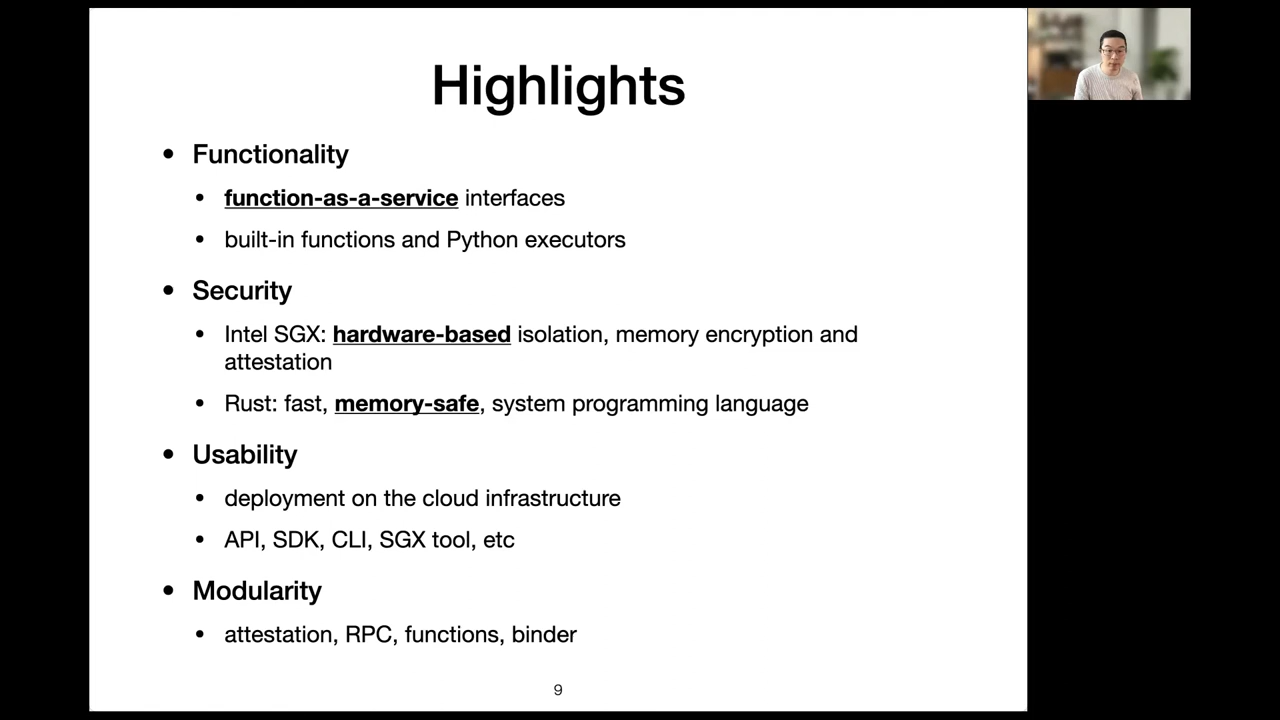 Highlights
• Functionality
• function-as-a-service interfaces
• built-in functions and Python executors
• Security
• Intel SGX: hardware-based isolation, memory encryption and
attestation
• Rust: fast, memory-safe, system programming language
• Usability
• deployment on the cloud infrastructure
• API, SDK, CLI, SGX tool, etc
• Modularity
• attestation, RPC, functions, binder
9